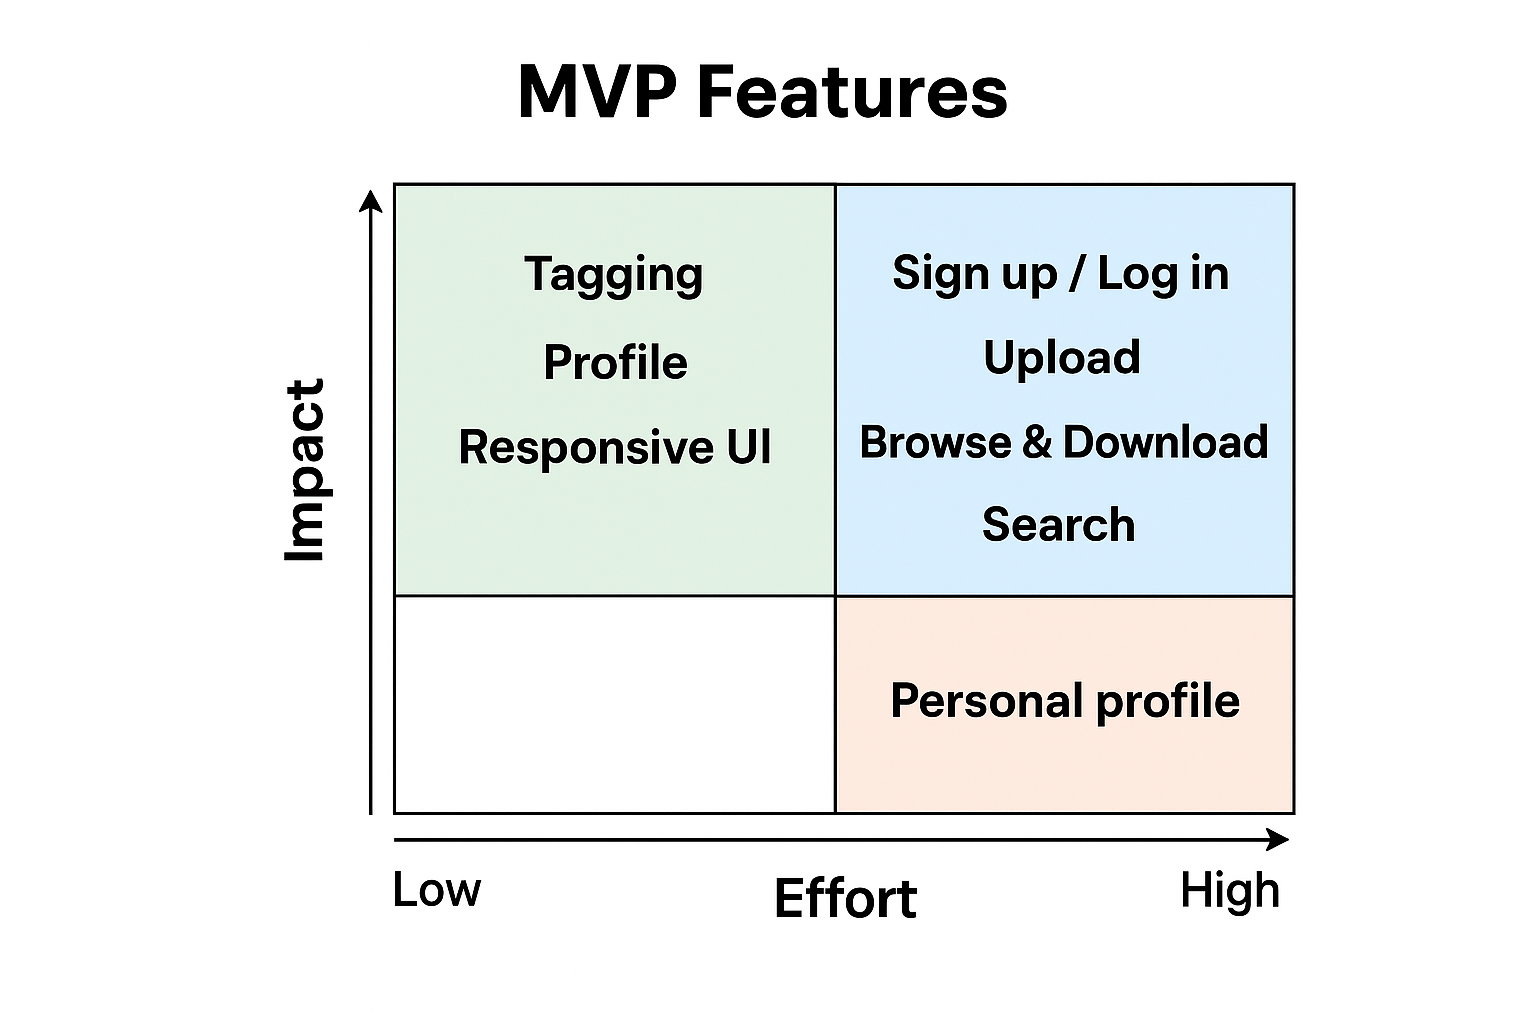 MVP Features
Impact
Tagging
Profile
Responsive UI
Sign up / Log in
Upload
Browse & Download
Search
Personal profile
Low
Effort
High